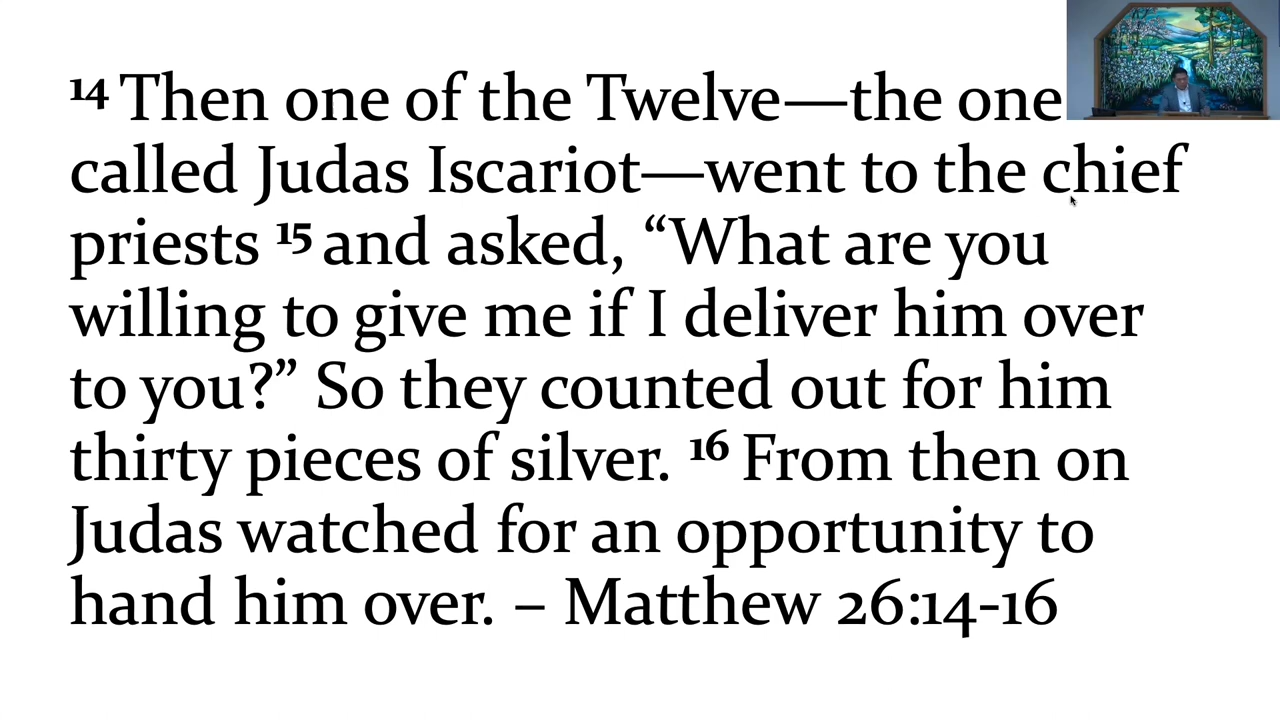 14 Then one of the Twelve—the one
called Judas Iscariot—went to the chief
priests 15 and asked, “What are you
willing to give me if I deliver him over
to you?” So they counted out for him
thirty pieces of silver. 16 From then on
Judas watched for an opportunity to
hand him over. – Matthew 26:14-16